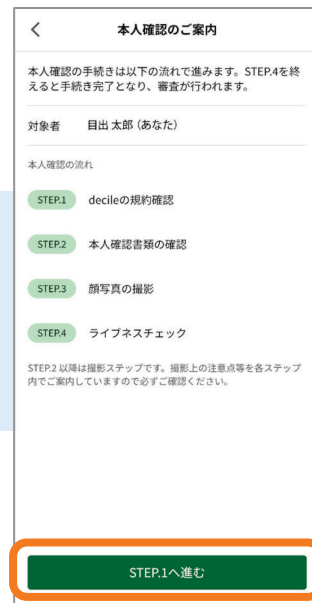 本人確認のご案内
本人確認の手続きは以下の流れで進みます。STEP.4を終
えると手続き完了となり、審査が行われます。
対象者 目出 太郎 (あなた)
本人確認の流れ
STEP.1 decileの規約確認
STEP.2 本人確認書類の確認
STEP.3 顔写真の撮影
STEP.4 ライブネスチェック
STEP.2 以降は撮影ステップです。撮影上の注意点等を各ステップ
内でご案内していますので必ずご確認ください。
STEP.1へ進む